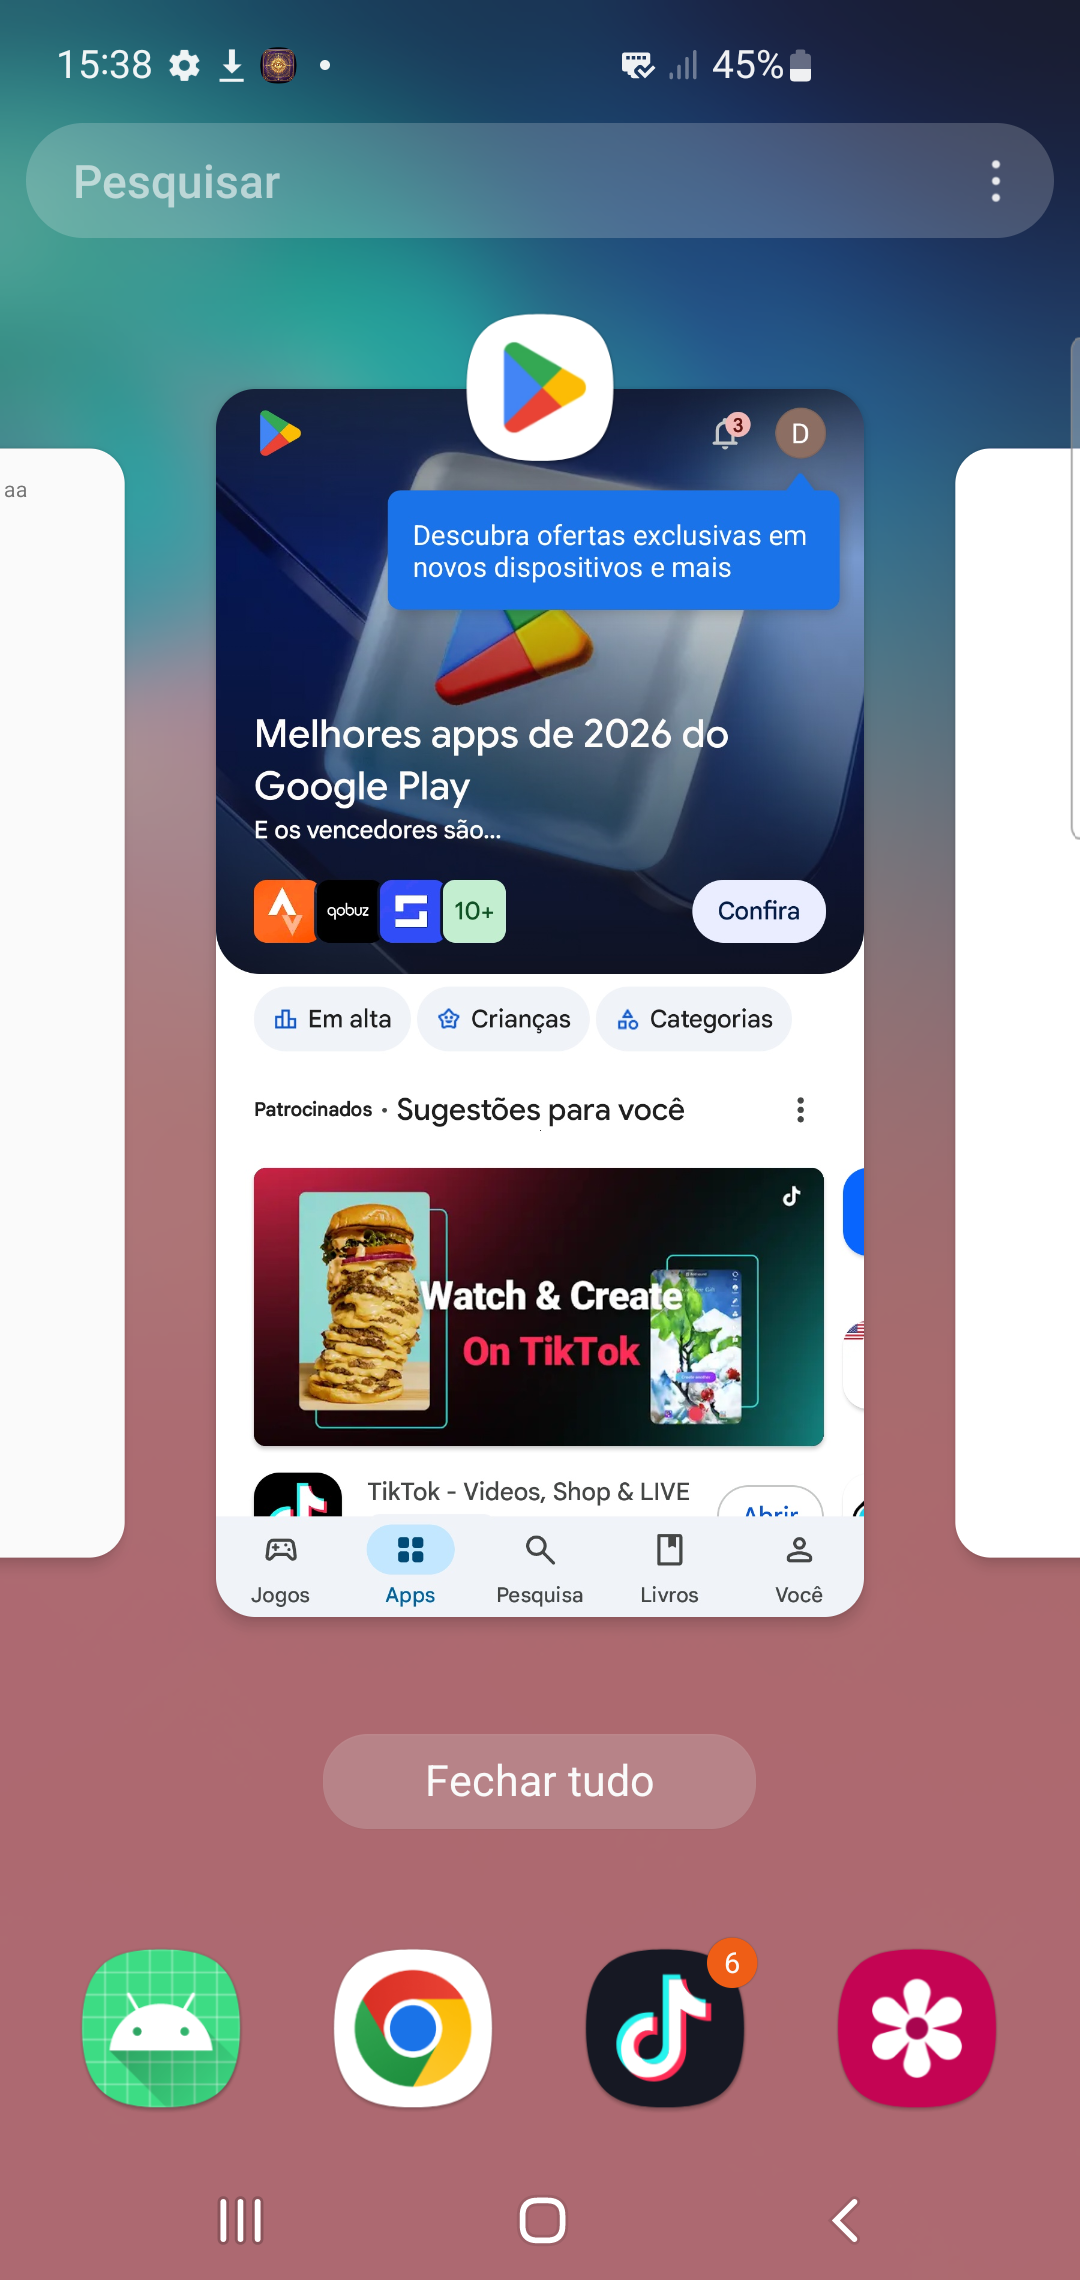 15:38
45%
Pesquisar
aa
3
D
Descubra ofertas exclusivas em
novos dispositivos e mais
Melhores apps de 2026 do
Google Play
E os vencedores são...
qobuz
10+
Confira
Em alta
Crianças
Categorias
Patrocinados • Sugestões para você
Watch & Create
On TikTok
TikTok - Videos, Shop & LIVE
Abrir
Jogos
Apps
Pesquisa
Livros
Você
Fechar tudo
6